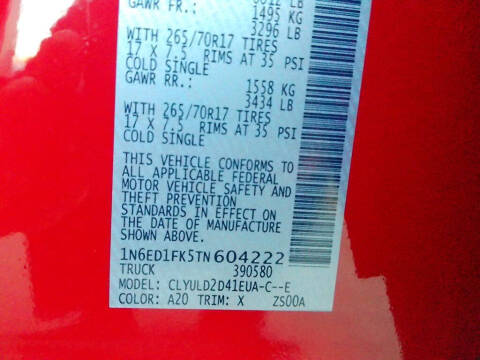 GAWR FR.: 1495 KG
3296 LB
WITH 265/70R17 TIRES
17 X 7.5 RIMS AT 35 PSI
COLD SINGLE
GAWR RR.: 1558 KG
3434 LB
WITH 265/70R17 TIRES
17 X 7.5 RIMS AT 35 PSI
COLD SINGLE
THIS VEHICLE CONFORMS TO
ALL APPLICABLE FEDERAL
MOTOR VEHICLE SAFETY AND
THEFT PREVENTION
STANDARDS IN EFFECT ON
THE DATE OF MANUFACTURE
SHOWN ABOVE.
1N6ED1FK5TN604222
TRUCK 390580
MODEL: CLYULD2D41EUA-C--E
COLOR: A20 TRIM: X ZS00A